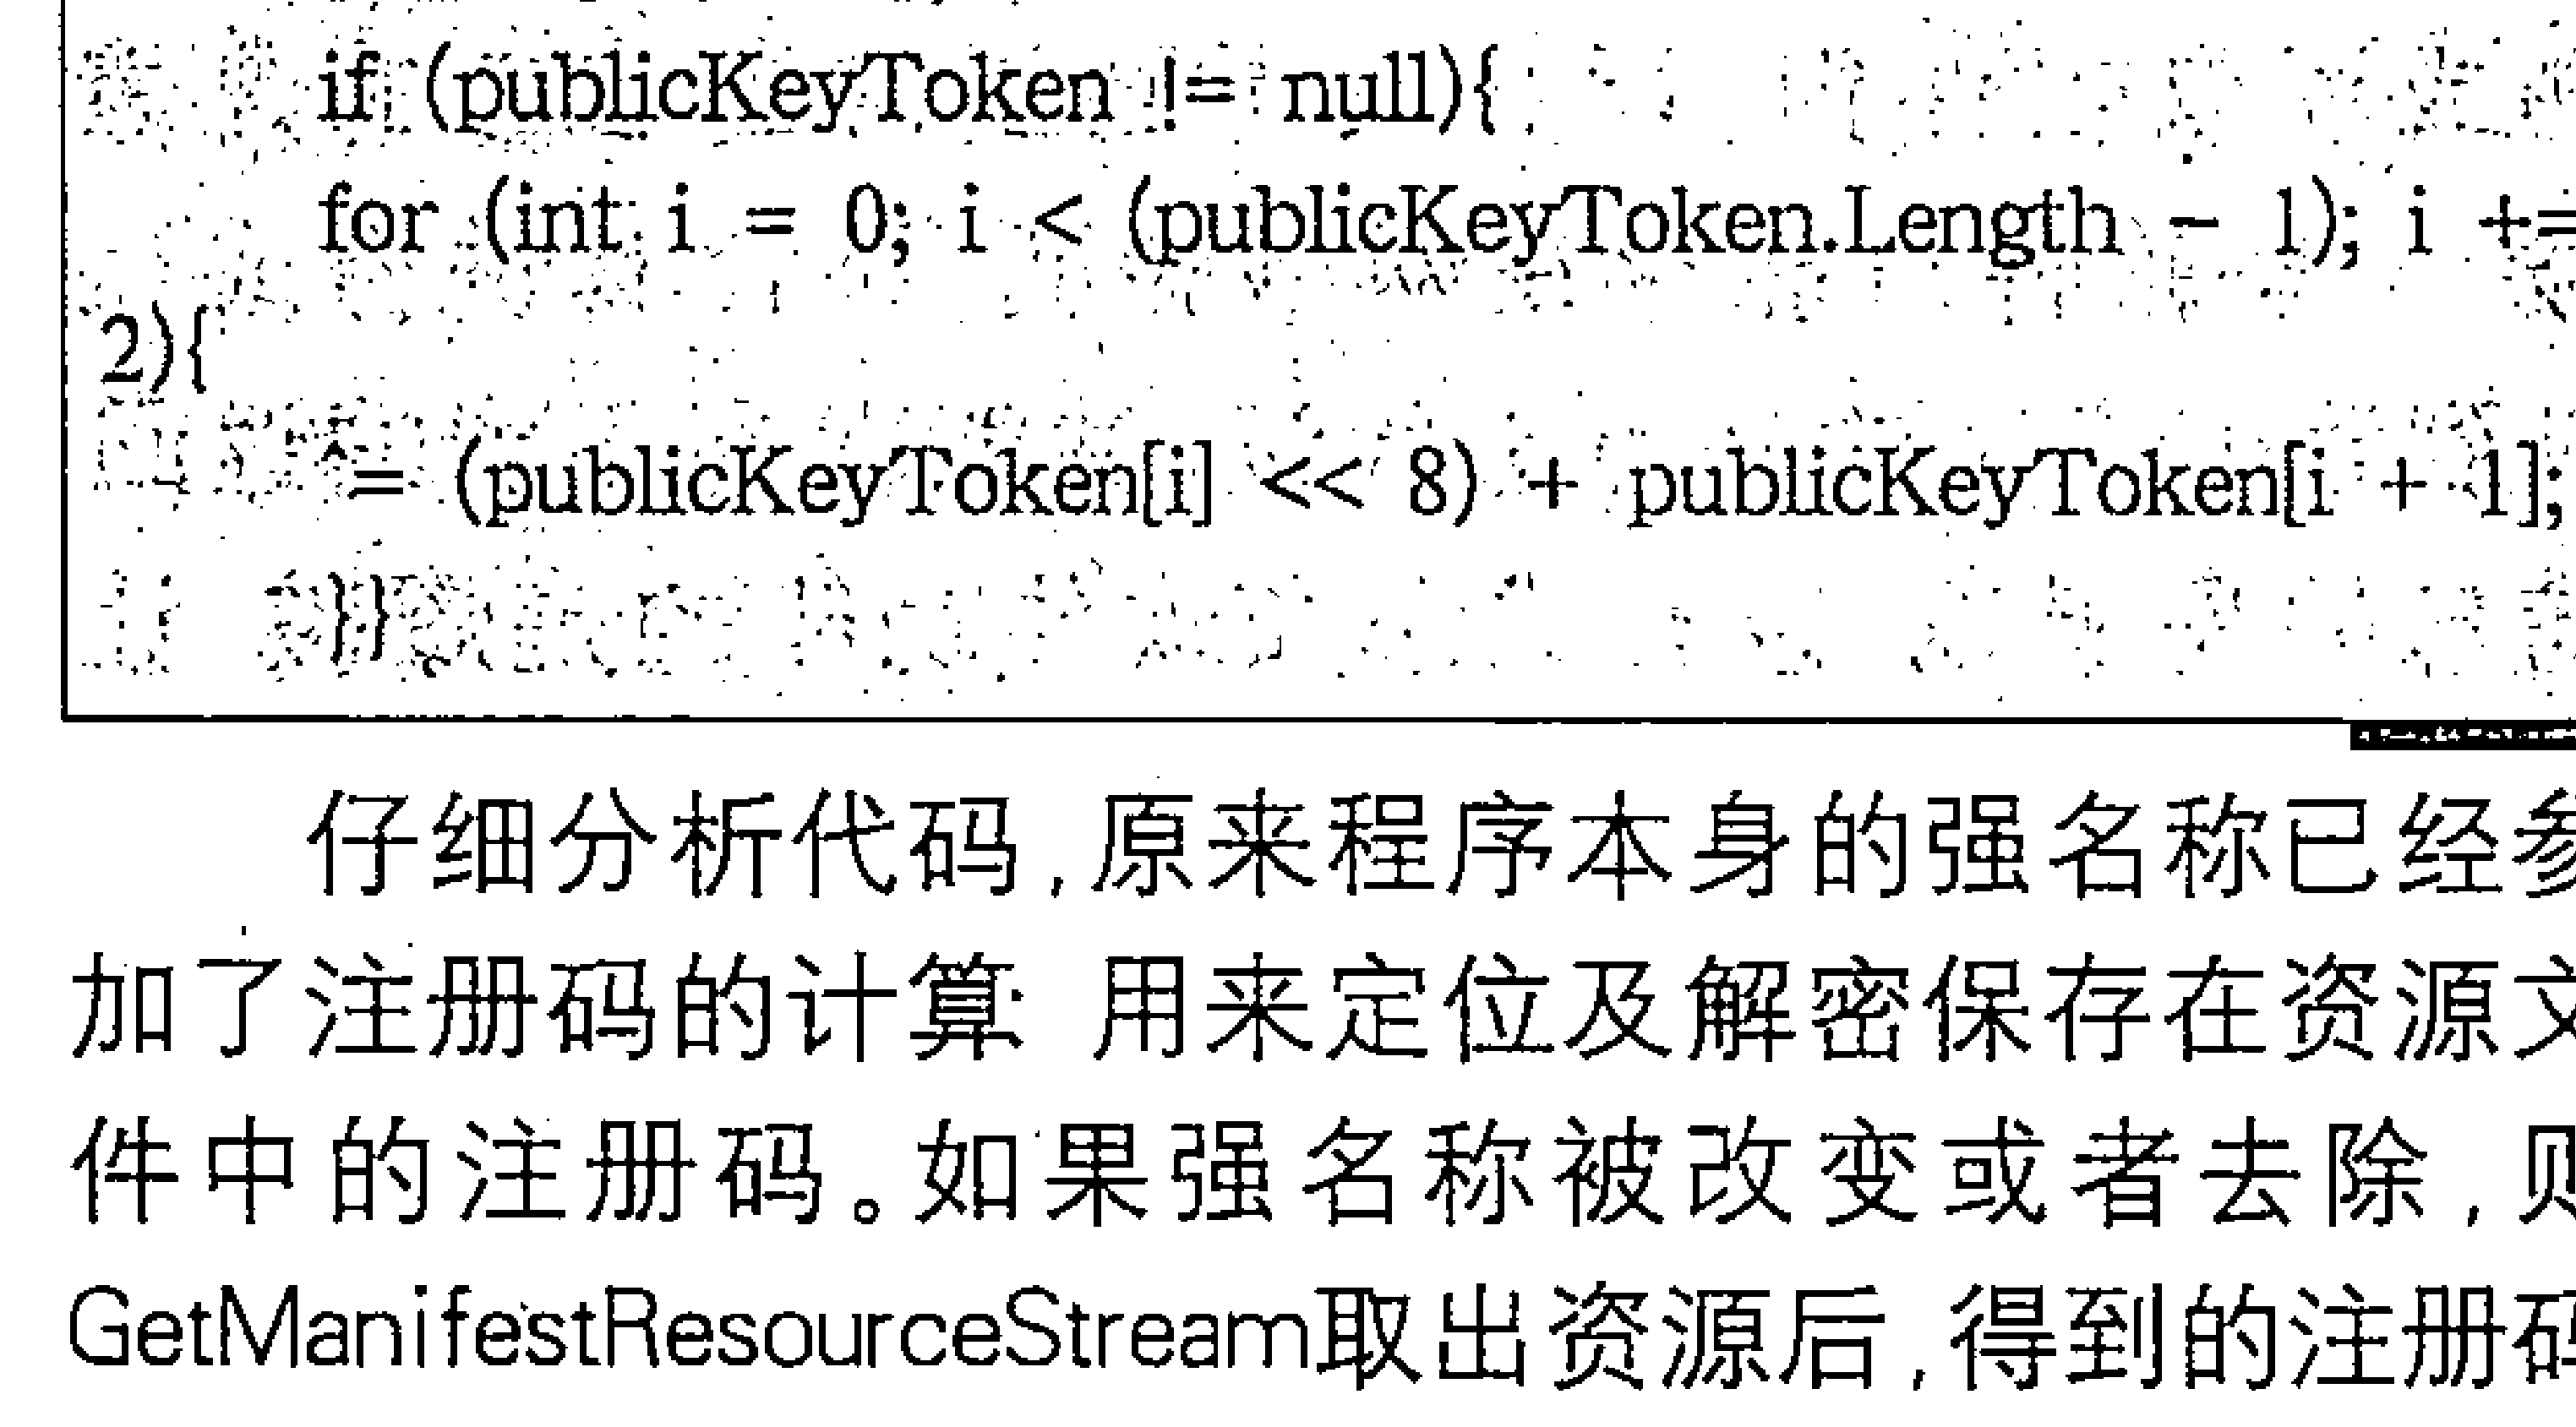 if (publicKeyToken != null){
for (int i = 0; i < (publicKeyToken.Length - 1); i +=
2){
^= (publicKeyToken[i] << 8) + publicKeyToken[i + 1];
}}
仔细分析代码,原来程序本身的强名称已经参
加了注册码的计算 用来定位及解密保存在资源文
件中的注册码。如果强名称被改变或者去除,则
GetManifestResourceStream取出资源后,得到的注册码